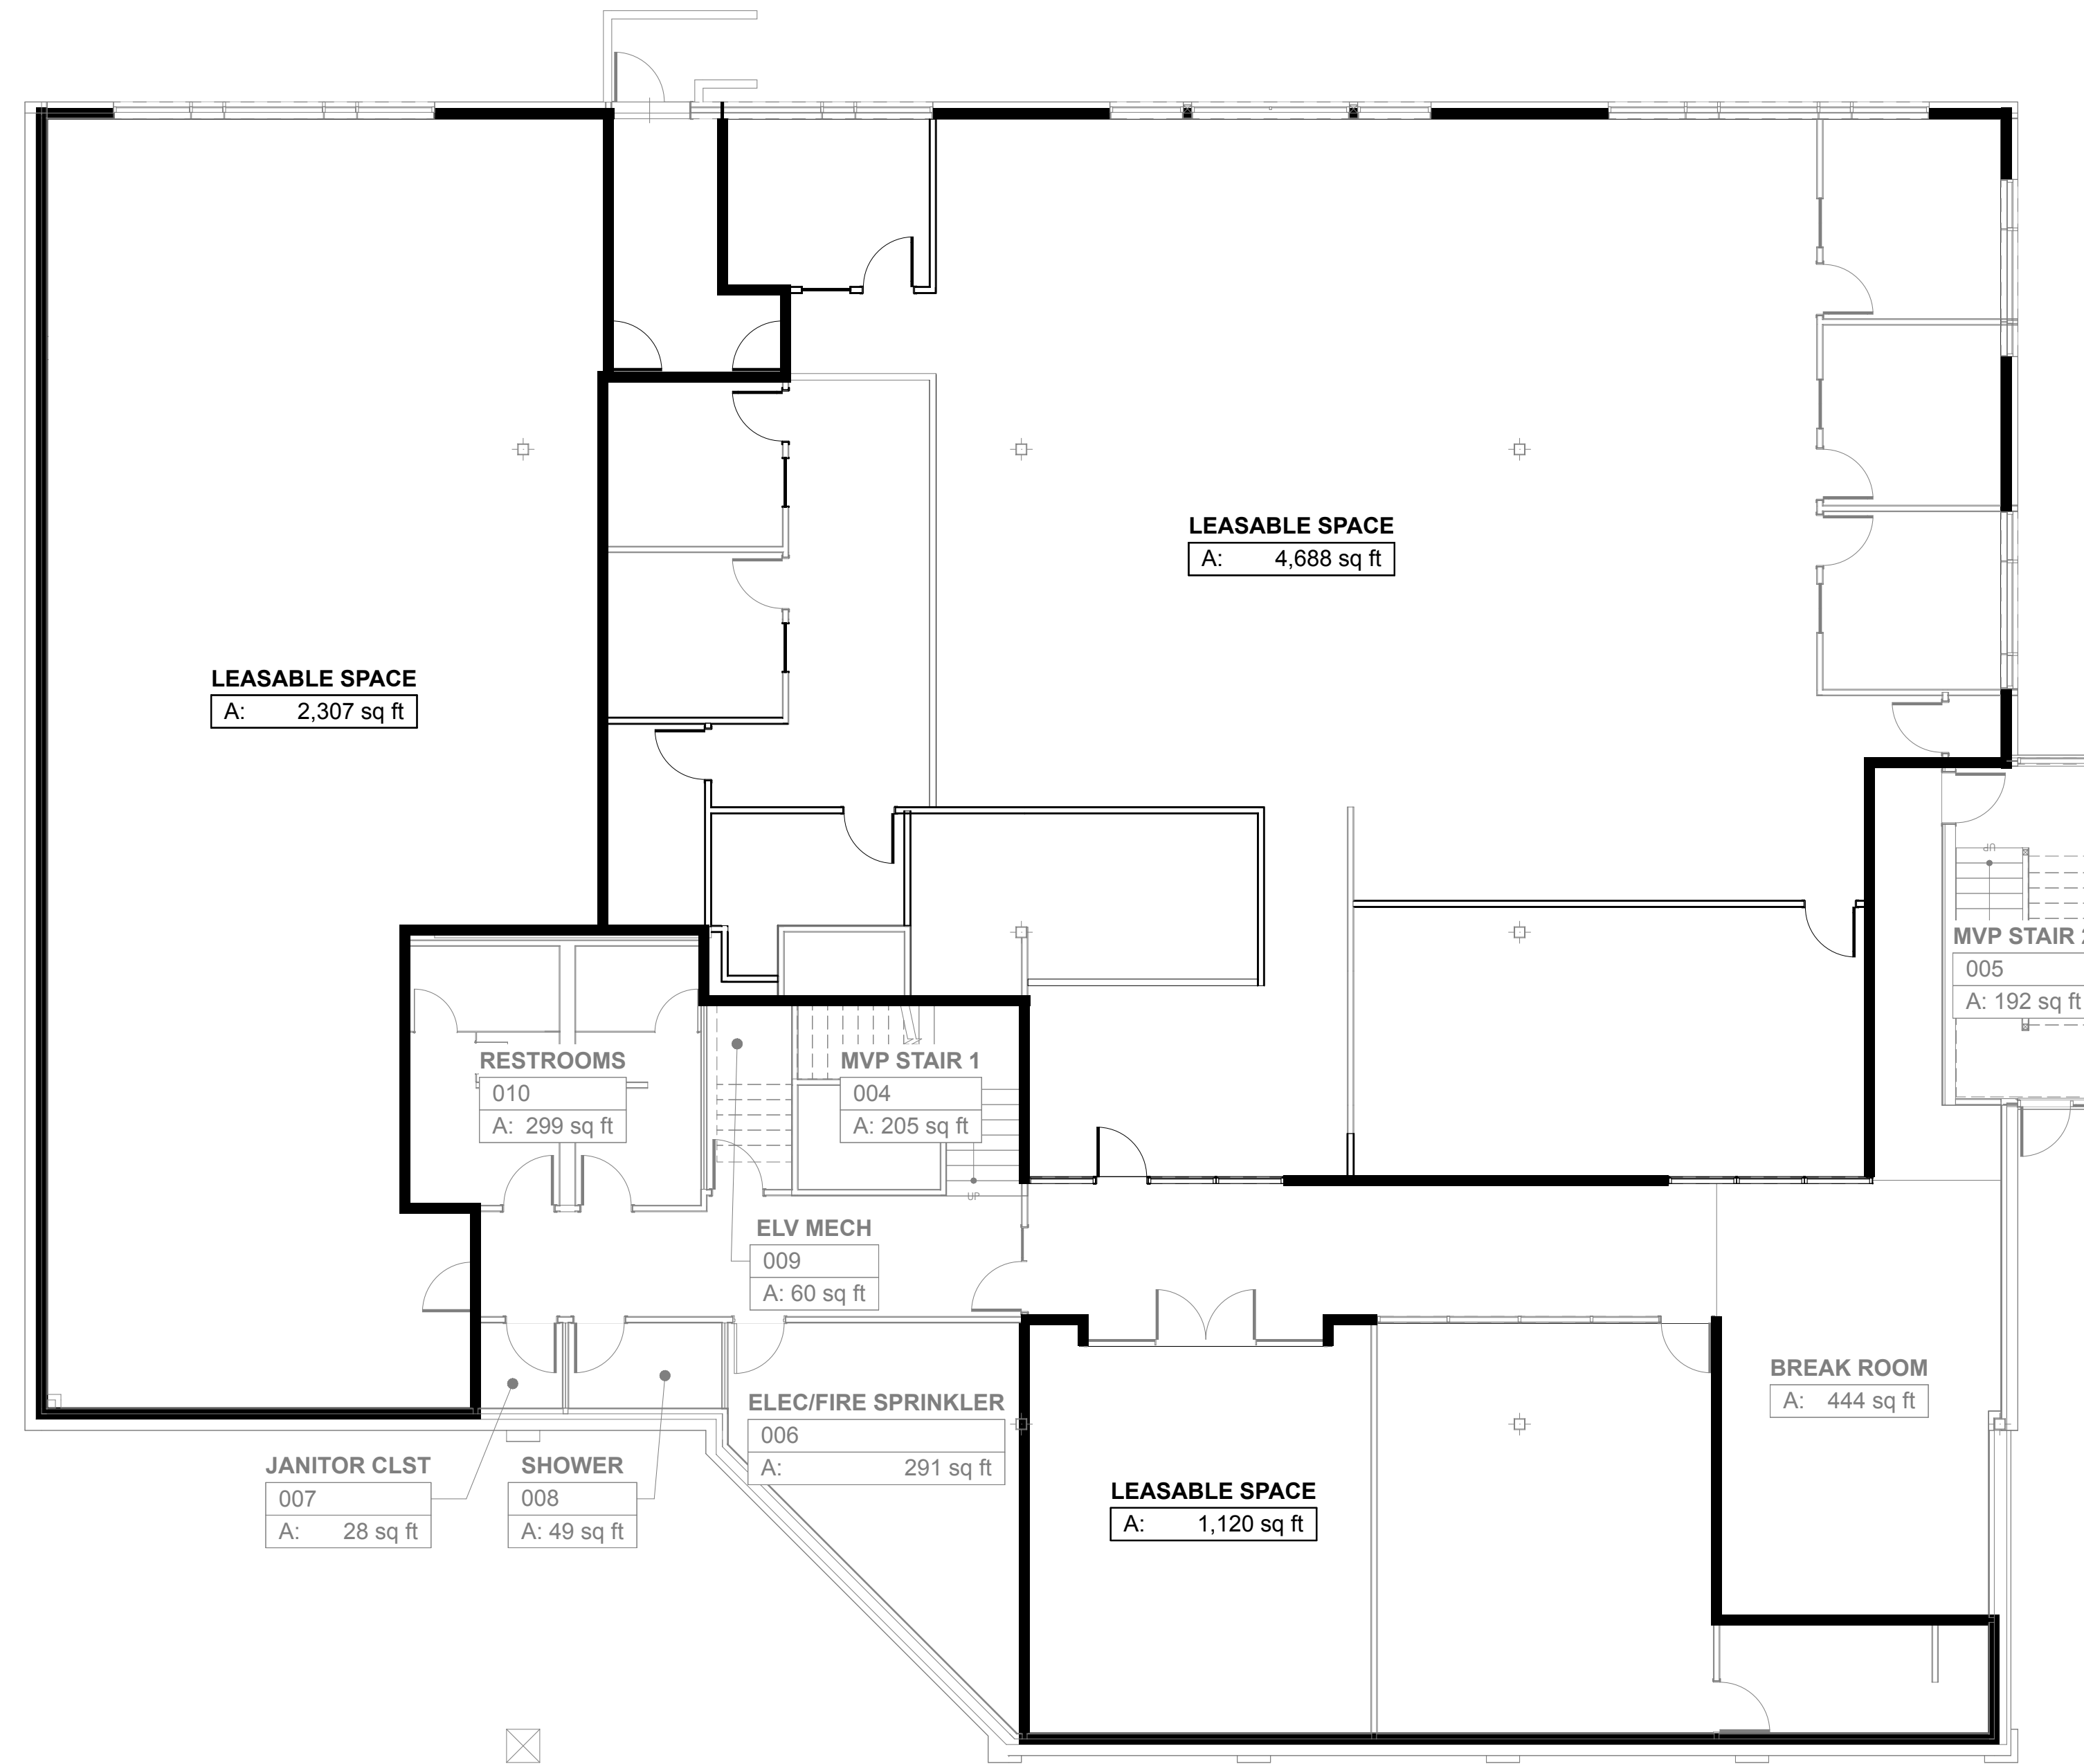 LEASABLE SPACE
A: 4,688 sq ft
LEASABLE SPACE
A: 2,307 sq ft
UP
MVP STAIR
005
A: 192 sq ft
RESTROOMS
010
A: 299 sq ft
MVP STAIR 1
004
A: 205 sq ft
UP
ELV MECH
009
A: 60 sq ft
BREAK ROOM
A: 444 sq ft
ELEC/FIRE SPRINKLER
006
A: 291 sq ft
JANITOR CLST
007
A: 28 sq ft
SHOWER
008
A: 49 sq ft
LEASABLE SPACE
A: 1,120 sq ft